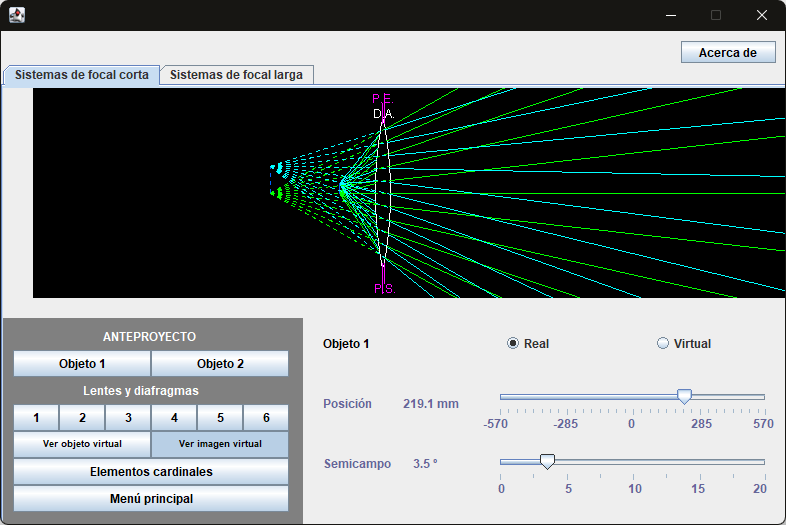 Acerca de
Sistemas de focal corta Sistemas de focal larga
P.E.
D.A.
P.S.
ANTEPROYECTO
Objeto 1 Objeto 2
Lentes y diafragmas
1 2 3 4 5 6
Ver objeto virtual Ver imagen virtual
Elementos cardinales
Menú principal
Objeto 1 Real Virtual
Posición 219.1 mm
-570 -285 0 285 570
Semicampo 3.5 º
0 5 10 15 20